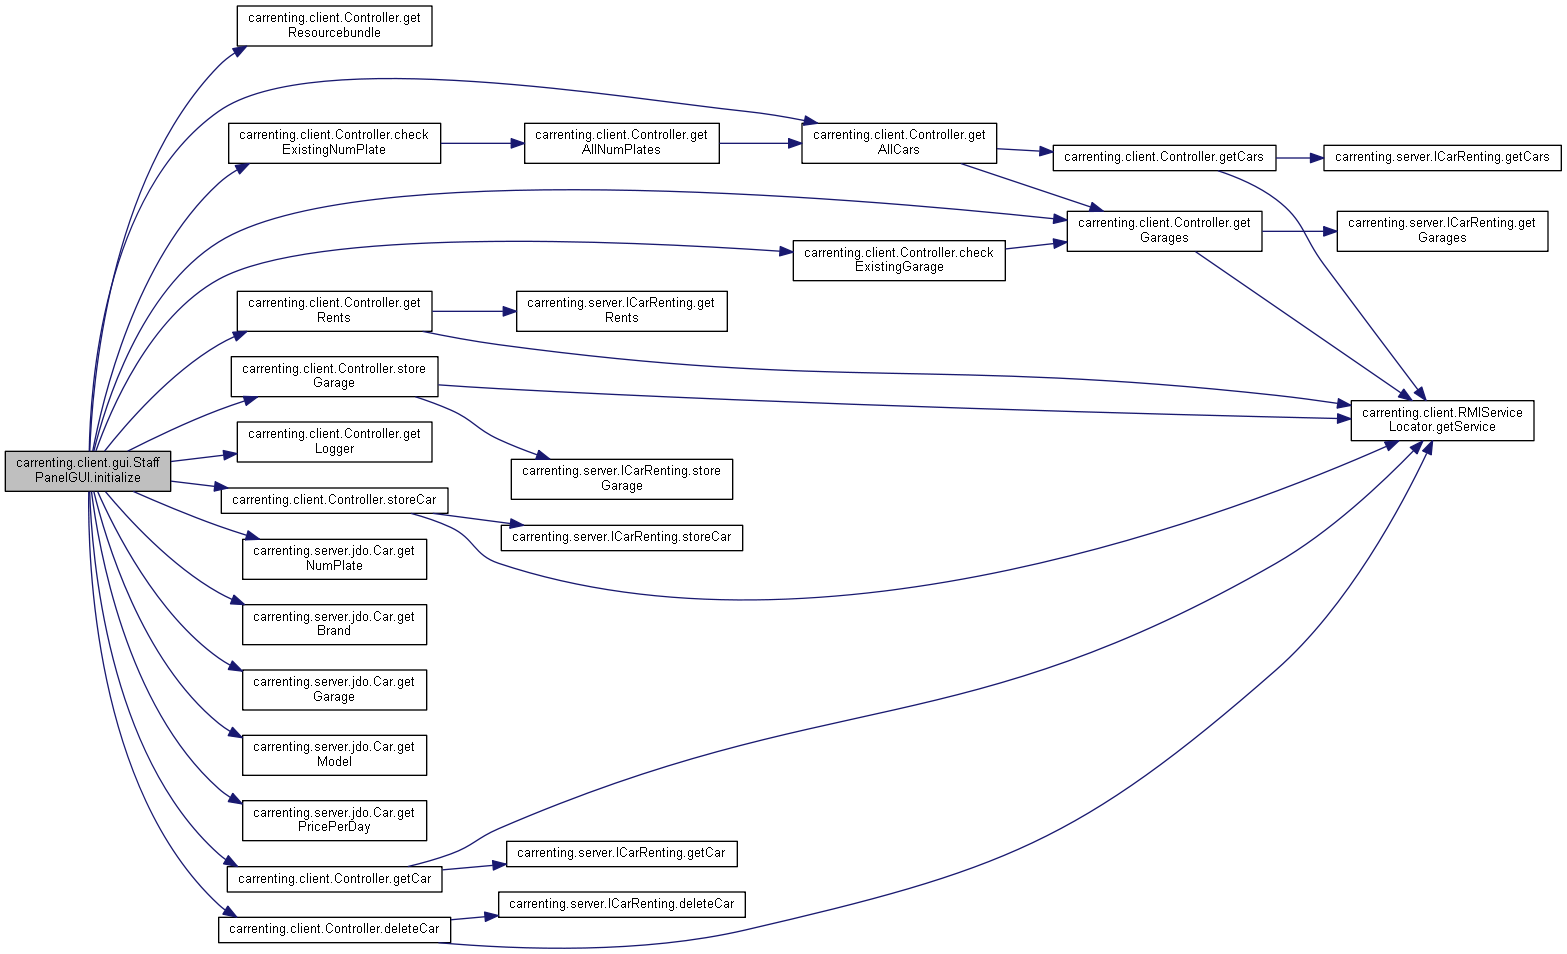 carrenting.client.Controller.get
Resourcebundle
carrenting.client.Controller.check
ExistingNumPlate
carrenting.client.Controller.get
AllNumPlates
carrenting.client.Controller.get
AllCars
carrenting.client.Controller.getCars
carrenting.server.ICarRenting.getCars
carrenting.client.Controller.get
Garages
carrenting.server.ICarRenting.get
Garages
carrenting.client.Controller.check
ExistingGarage
carrenting.client.Controller.get
Rents
carrenting.server.ICarRenting.get
Rents
carrenting.client.Controller.store
Garage
carrenting.client.RMIService
Locator.getService
carrenting.client.Controller.get
Logger
carrenting.client.gui.Staff
PanelGUI.initialize
carrenting.server.ICarRenting.store
Garage
carrenting.client.Controller.storeCar
carrenting.server.ICarRenting.storeCar
carrenting.server.jdo.Car.get
NumPlate
carrenting.server.jdo.Car.get
Brand
carrenting.server.jdo.Car.get
Garage
carrenting.server.jdo.Car.get
Model
carrenting.server.jdo.Car.get
PricePerDay
carrenting.server.ICarRenting.getCar
carrenting.client.Controller.getCar
carrenting.server.ICarRenting.deleteCar
carrenting.client.Controller.deleteCar